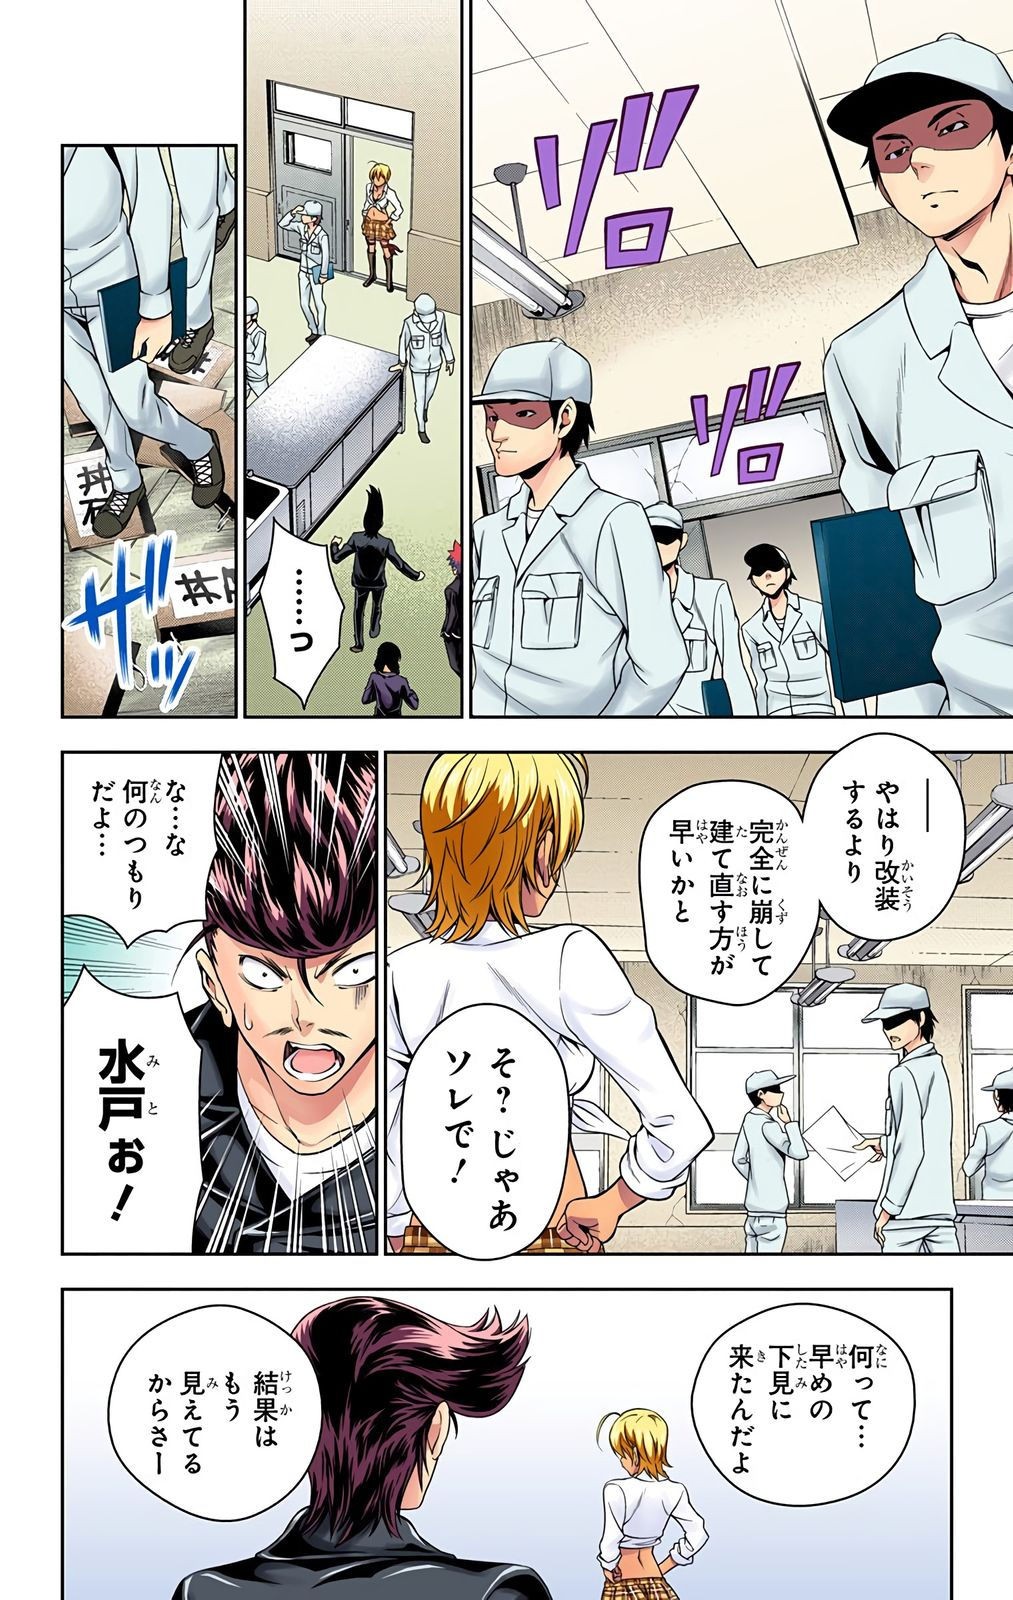 ゾロ
ゾロ
……っ
ザッ
丼
石
丼
―
やはり改装
するより
完全に崩して
建て直す方が
早いかと
そ?じゃあ
ソレで!
な…な
何のつもり
だよ…
水戸ぉ!
何って…
早めの
下見に
来たんだよ
結果は
もう
見えてる
からさー